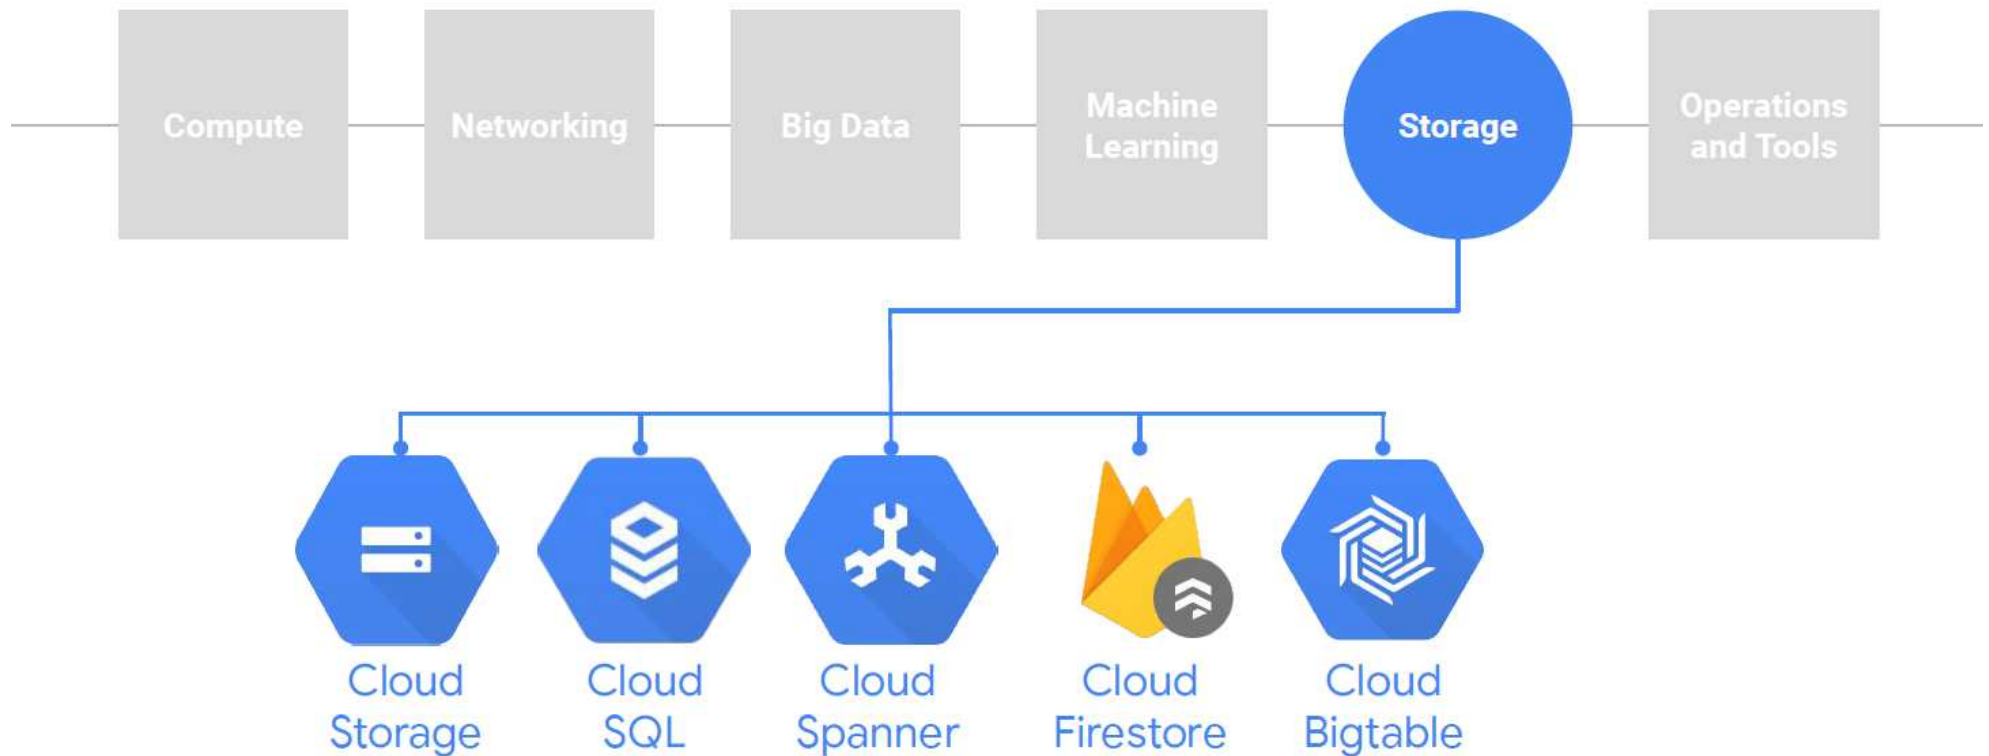 Compute
Networking
Big Data
Machine
Learning
Storage
Operations
and Tools
Cloud
Storage
Cloud
SQL
Cloud
Spanner
Cloud
Firestore
Cloud
Bigtable